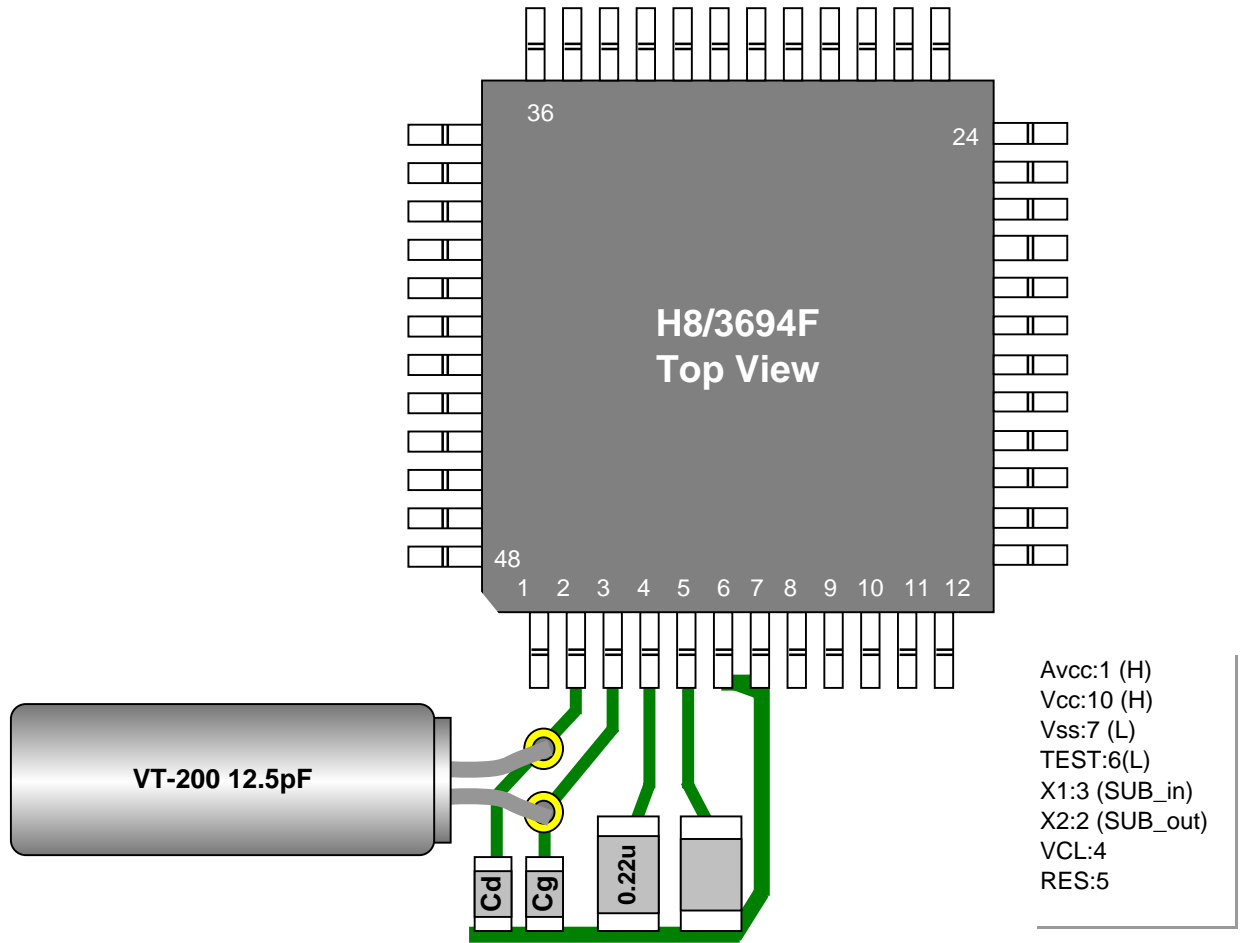 36
24
H8/3694F
Top View
48
1 2 3 4 5 6 7 8 9 10 11 12
VT-200 12.5pF
Cd
Cg
0.22u
Avcc:1 (H)
Vcc:10 (H)
Vss:7 (L)
TEST:6(L)
X1:3 (SUB_in)
X2:2 (SUB_out)
VCL:4
RES:5